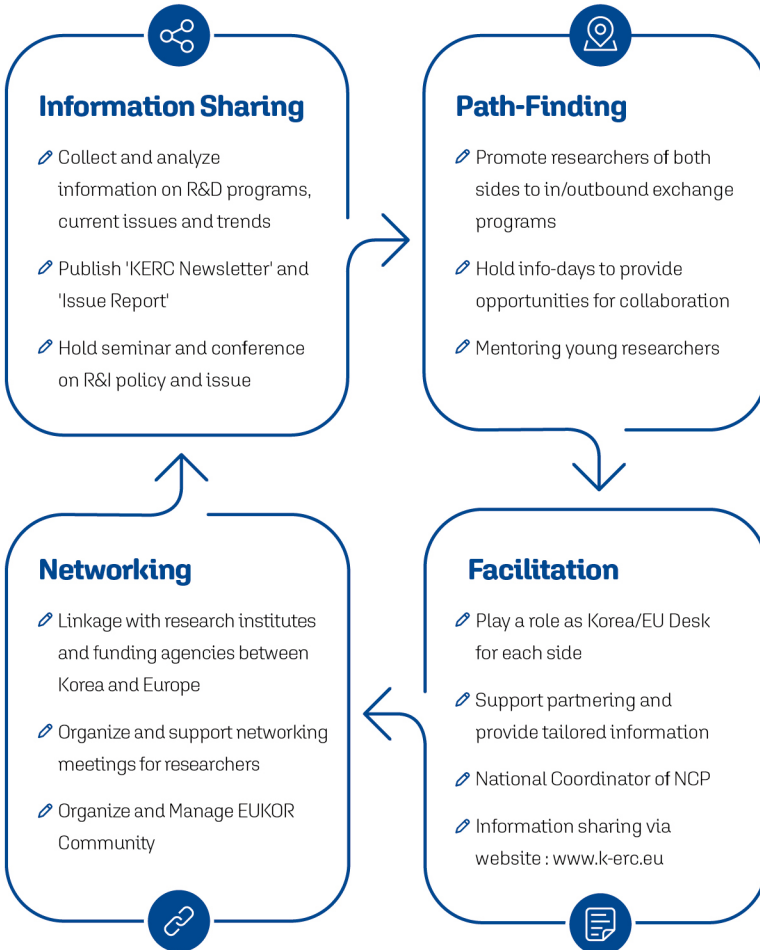 Information Sharing
Collect and analyze
information on R&D programs,
current issues and trends
Publish 'KERC Newsletter' and
'Issue Report'
Hold seminar and conference
on R&I policy and issue
Path-Finding
Promote researchers of both
sides to in/outbound exchange
programs
Hold info-days to provide
opportunities for collaboration
Mentoring young researchers
Networking
Linkage with research institutes
and funding agencies between
Korea and Europe
Organize and support networking
meetings for researchers
Organize and Manage EUKOR
Community
Facilitation
Play a role as Korea/EU Desk
for each side
Support partnering and
provide tailored information
National Coordinator of NCP
Information sharing via
website : www.k-erc.eu